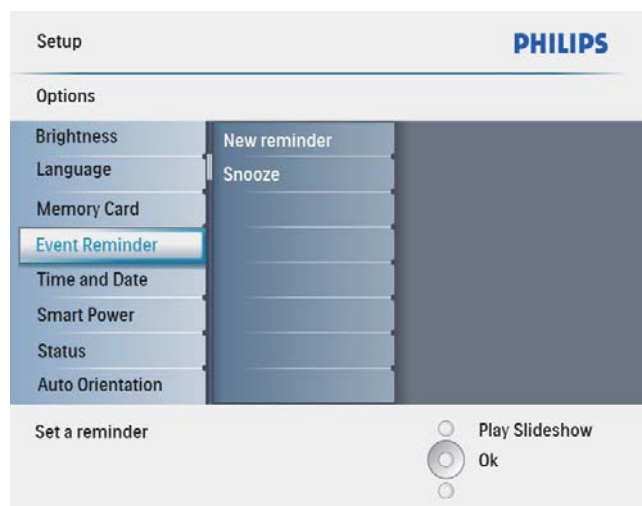 Setup
PHILIPS
Options
Brightness
Language
Memory Card
Event Reminder
Time and Date
Smart Power
Status
Auto Orientation
New reminder
Snooze
Set a reminder
Play Slideshow
Ok